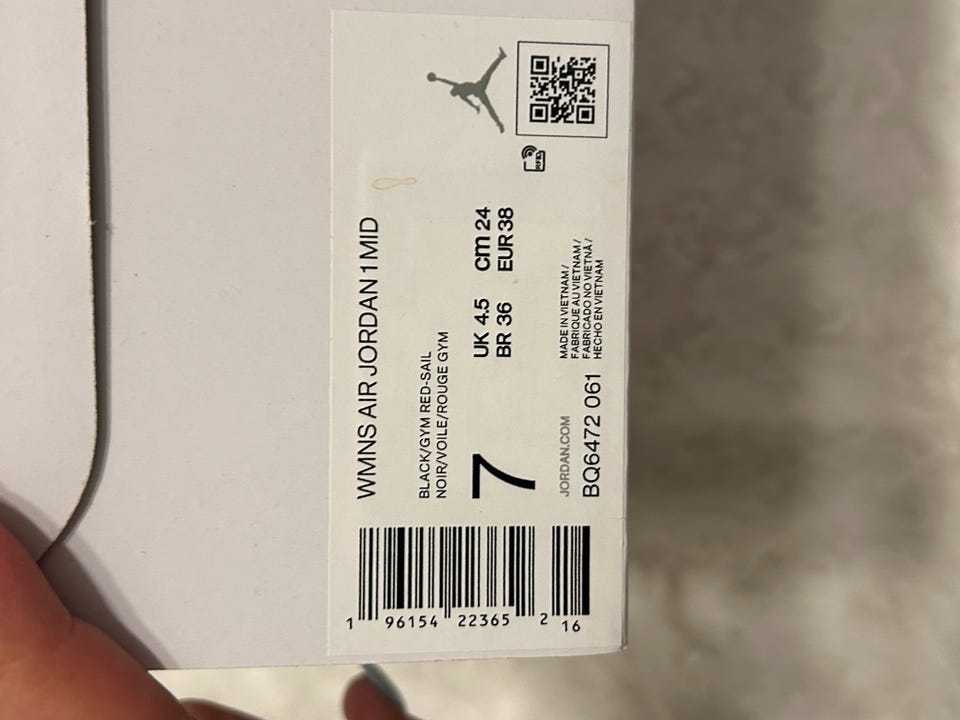 WMNS AIR JORDAN 1 MID
BLACK/GYM RED-SAIL
NOIR/VOILE/ROUGE GYM
7
UK 4.5 cm 24
BR 36 EUR 38
RFID
JORDAN.COM
BQ6472 061
MADE IN VIETNAM/
FABRIQUE AU VIETNAM/
FABRICADO NO VIETNÃ/
HECHO EN VIETNAM
1 96154 22365 2 16